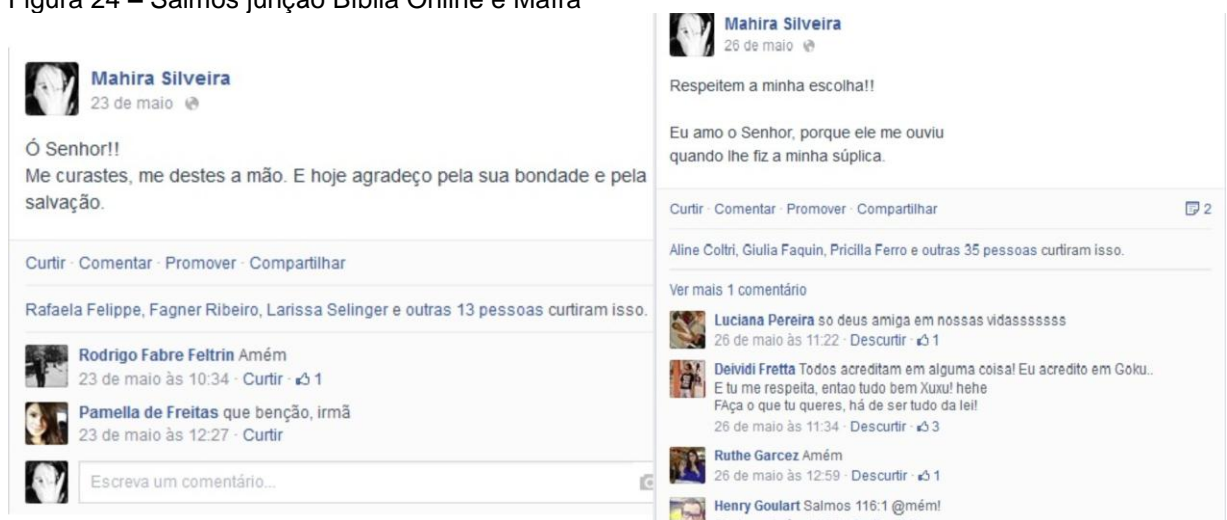 Figura 24 – Salmos junção Bíblia Online e Mafra
Mahira Silveira
23 de maio
Ó Senhor!!
Me curastes, me destes a mão. E hoje agradeço pela sua bondade e pela
salvação.
Curtir · Comentar · Promover · Compartilhar
Rafaela Felippe, Fagner Ribeiro, Larissa Selinger e outras 13 pessoas curtiram isso.
Rodrigo Fabre Feltrin Amém
23 de maio às 10:34 · Curtir · 1
Pamella de Freitas que benção, irmã
23 de maio às 12:27 · Curtir
Escreva um comentário...
Mahira Silveira
26 de maio
Respeitem a minha escolha!!
Eu amo o Senhor, porque ele me ouviu
quando lhe fiz a minha súplica.
Curtir · Comentar · Promover · Compartilhar
2
Aline Coltri, Giulia Faquin, Pricilla Ferro e outras 35 pessoas curtiram isso.
Ver mais 1 comentário
Luciana Pereira so deus amiga em nossas vidasssssss
26 de maio às 11:22 · Descurtir · 1
Deividi Fretta Todos acreditam em alguma coisa! Eu acredito em Goku..
E tu me respeita, entao tudo bem Xuxu! hehe
FAça o que tu queres, há de ser tudo da lei!
26 de maio às 11:34 · Descurtir · 3
Ruthe Garcez Amém
26 de maio às 12:59 · Descurtir · 1
Henry Goulart Salmos 116:1 @mém!